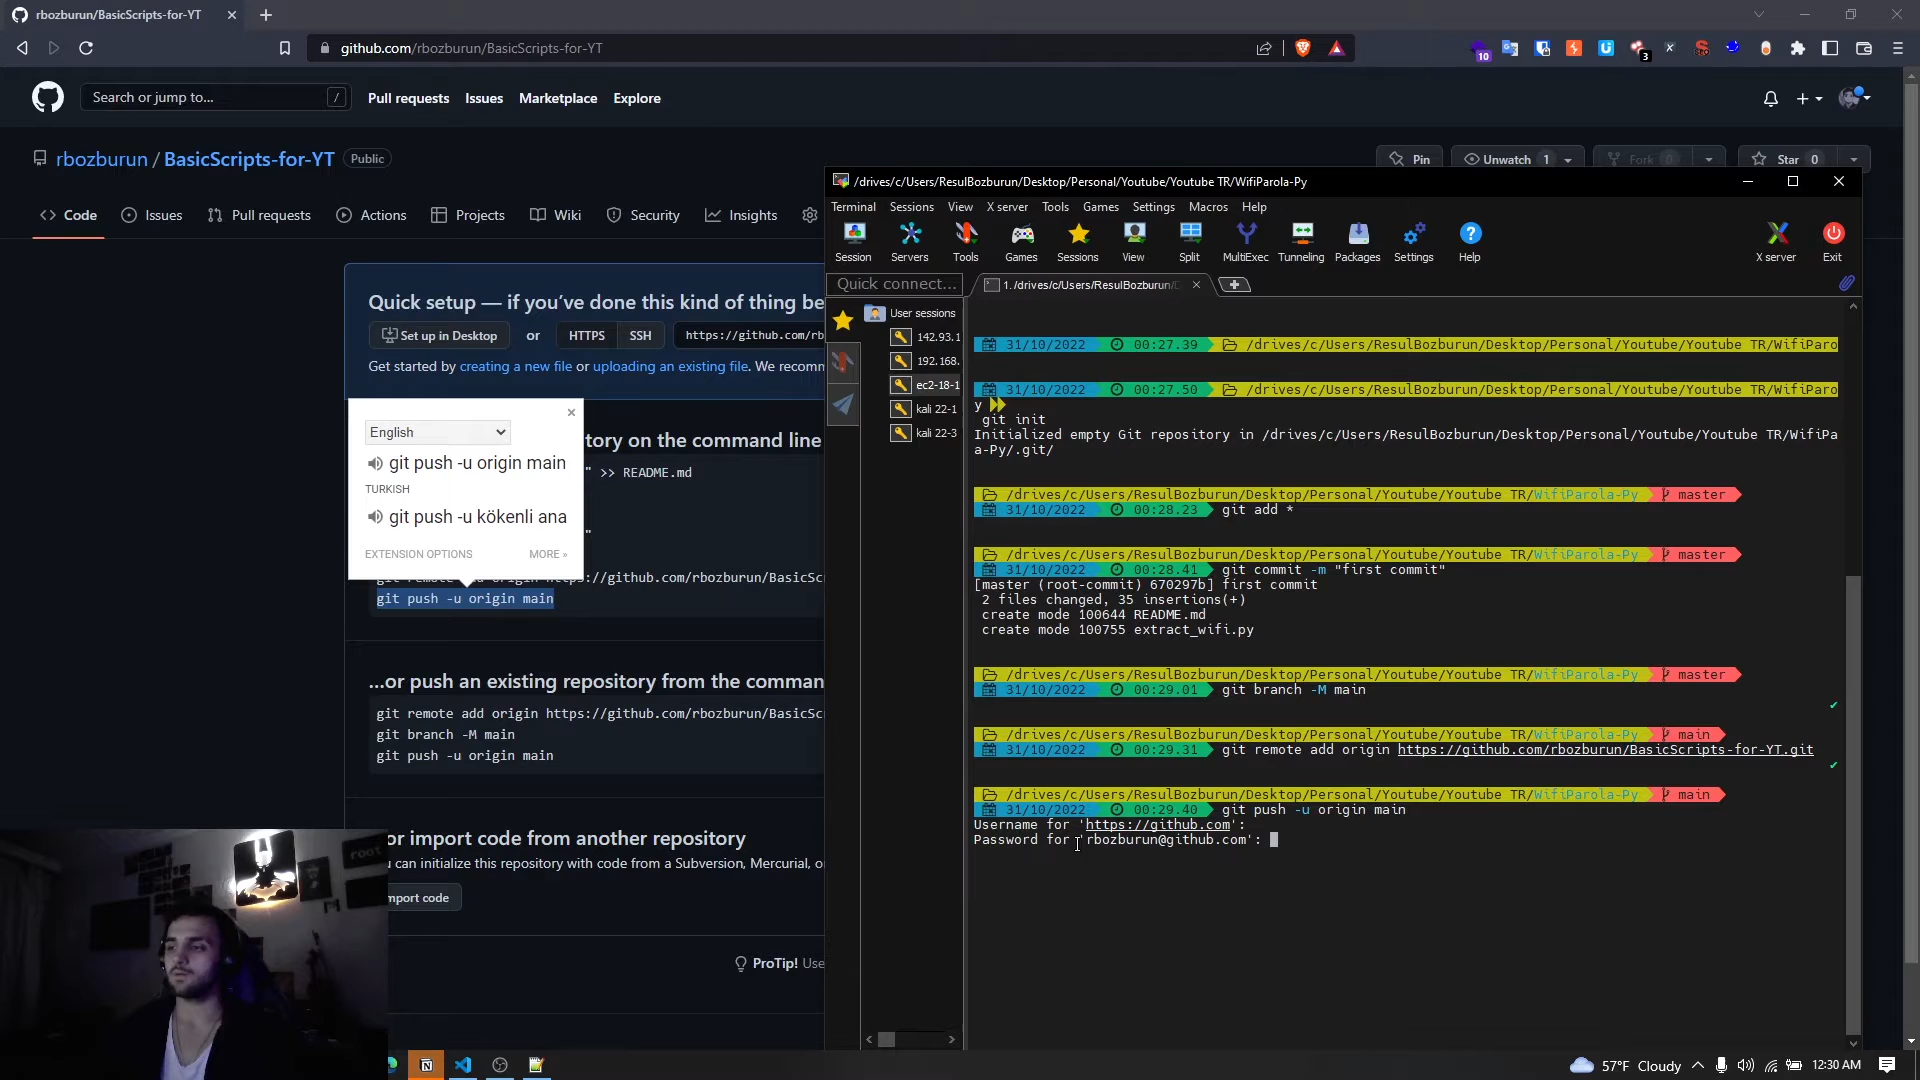 rbozburun/BasicScripts-for-YT
github.com/rbozburun/BasicScripts-for-YT
10
3
Search or jump to...
/
Pull requests
Issues
Marketplace
Explore
rbozburun / BasicScripts-for-YT
Public
Pin
Unwatch 1
Fork 0
Star 0
Code
Issues
Pull requests
Actions
Projects
Wiki
Security
Insights
Quick setup — if you've done this kind of thing be
Set up in Desktop
or
HTTPS
SSH
https://github.com/rb
Get started by creating a new file or uploading an existing file. We recomm
tory on the command line
" >> README.md
"
https://github.com/rbozburun/BasicSc
git push -u origin main
English
git push -u origin main
TURKISH
git push -u kökenli ana
EXTENSION OPTIONS
MORE »
...or push an existing repository from the comman
git remote add origin https://github.com/rbozburun/BasicSc
git branch -M main
git push -u origin main
or import code from another repository
can initialize this repository with code from a Subversion, Mercurial, o
mport code
ProTip! Use
root
/drives/c/Users/ResulBozburun/Desktop/Personal/Youtube/Youtube TR/WifiParola-Py
Terminal
Sessions
View
X server
Tools
Games
Settings
Macros
Help
Session
Servers
Tools
Games
Sessions
View
Split
MultiExec
Tunneling
Packages
Settings
Help
X server
Exit
Quick connect...
1. /drives/c/Users/ResulBozburun/D
User sessions
142.93.1
192.168.
ec2-18-1
kali 22-1
kali 22-3
31/10/2022 00:27.39 /drives/c/Users/ResulBozburun/Desktop/Personal/Youtube/Youtube TR/WifiParo
31/10/2022 00:27.50 /drives/c/Users/ResulBozburun/Desktop/Personal/Youtube/Youtube TR/WifiParo
y
git init
Initialized empty Git repository in /drives/c/Users/ResulBozburun/Desktop/Personal/Youtube/Youtube TR/WifiPa
a-Py/.git/
/drives/c/Users/ResulBozburun/Desktop/Personal/Youtube/Youtube TR/WifiParola-Py master
31/10/2022 00:28.23 git add *
/drives/c/Users/ResulBozburun/Desktop/Personal/Youtube/Youtube TR/WifiParola-Py master
31/10/2022 00:28.41 git commit -m "first commit"
[master (root-commit) 670297b] first commit
2 files changed, 35 insertions(+)
create mode 100644 README.md
create mode 100755 extract_wifi.py
/drives/c/Users/ResulBozburun/Desktop/Personal/Youtube/Youtube TR/WifiParola-Py master
31/10/2022 00:29.01 git branch -M main
/drives/c/Users/ResulBozburun/Desktop/Personal/Youtube/Youtube TR/WifiParola-Py main
31/10/2022 00:29.31 git remote add origin https://github.com/rbozburun/BasicScripts-for-YT.git
/drives/c/Users/ResulBozburun/Desktop/Personal/Youtube/Youtube TR/WifiParola-Py main
31/10/2022 00:29.40 git push -u origin main
Username for 'https://github.com':
Password for 'rbozburun@github.com':
57°F Cloudy
12:30 AM